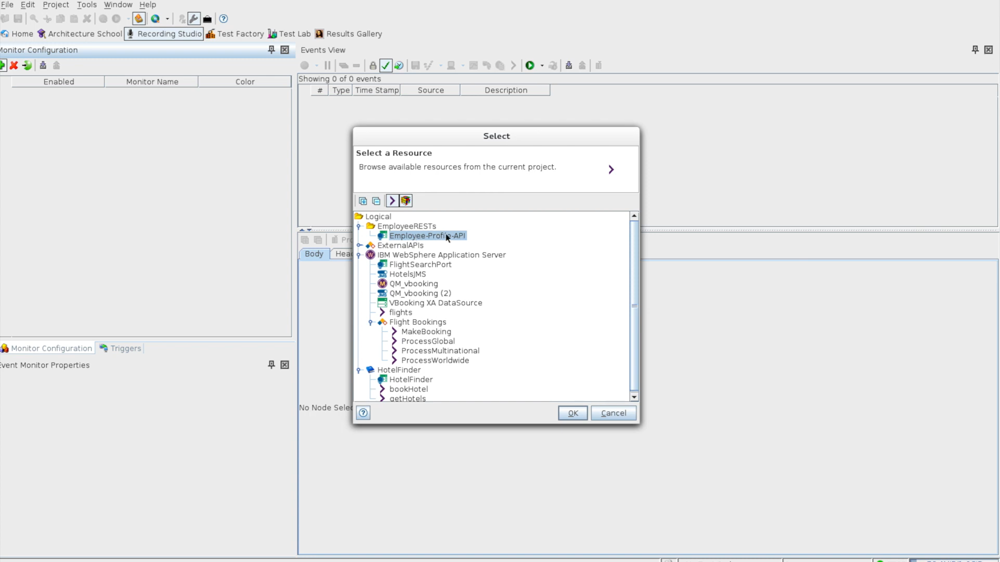 File Edit Project Tools Window Help
Home Architecture School Recording Studio Test Factory Test Lab Results Gallery
Monitor Configuration
Events View
Showing 0 of 0 events
Enabled Monitor Name Color
# Type Time Stamp Source Description
Select
Select a Resource
Browse available resources from the current project.
Logical
EmployeeRESTs
Employee-Profile-API
ExternalAPIs
IBM WebSphere Application Server
FlightSearchPort
HotelsJMS
QM_vbooking
QM_vbooking (2)
VBooking XA DataSource
flights
Flight Bookings
MakeBooking
ProcessGlobal
ProcessMultinational
ProcessWorldwide
HotelFinder
HotelFinder
bookHotel
getHotels
OK Cancel
Body Head
No Node Selec
Monitor Configuration Triggers
Event Monitor Properties